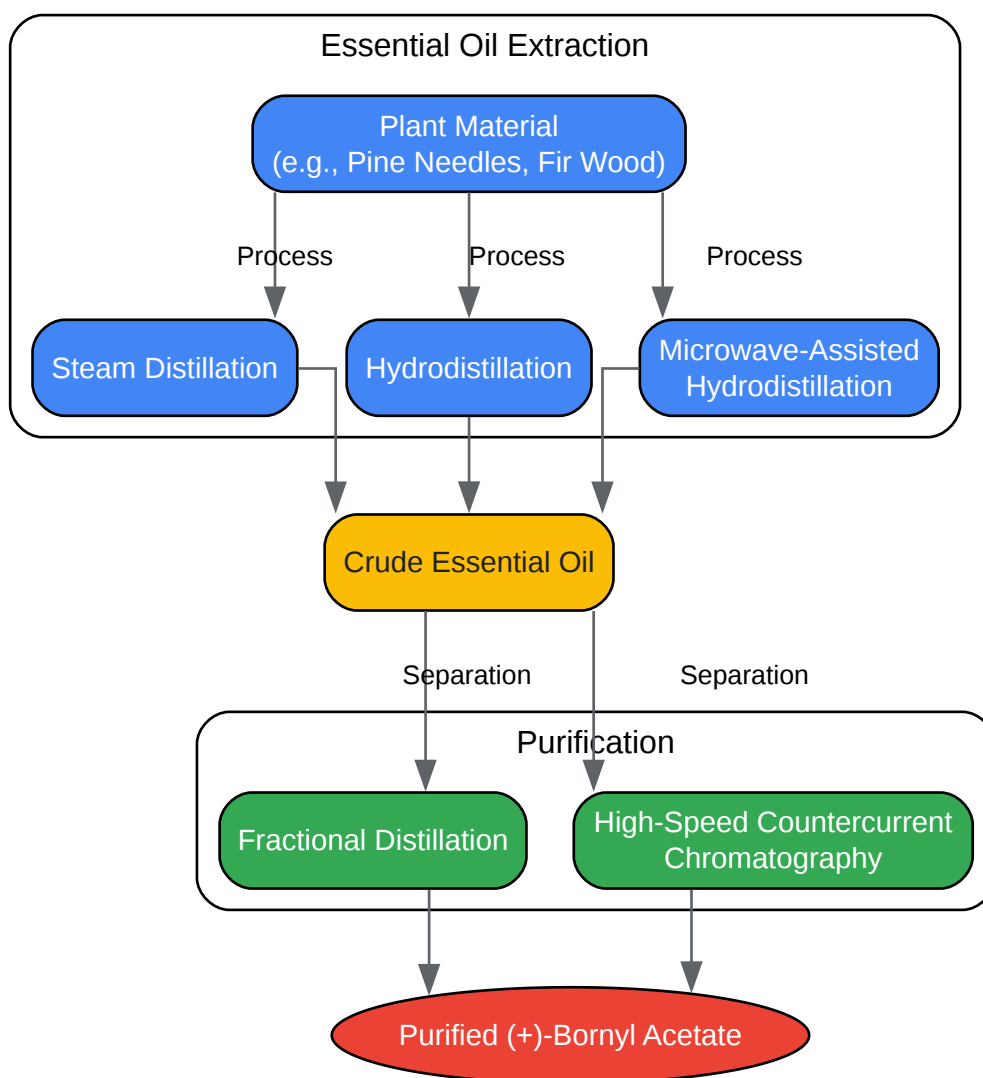 Essential Oil Extraction
Plant Material
(e.g., Pine Needles, Fir Wood)
Process
Process
Process
Steam Distillation
Hydrodistillation
Microwave-Assisted
Hydrodistillation
Crude Essential Oil
Separation
Separation
Purification
Fractional Distillation
High-Speed Countercurrent
Chromatography
Purified (+)-Bornyl Acetate